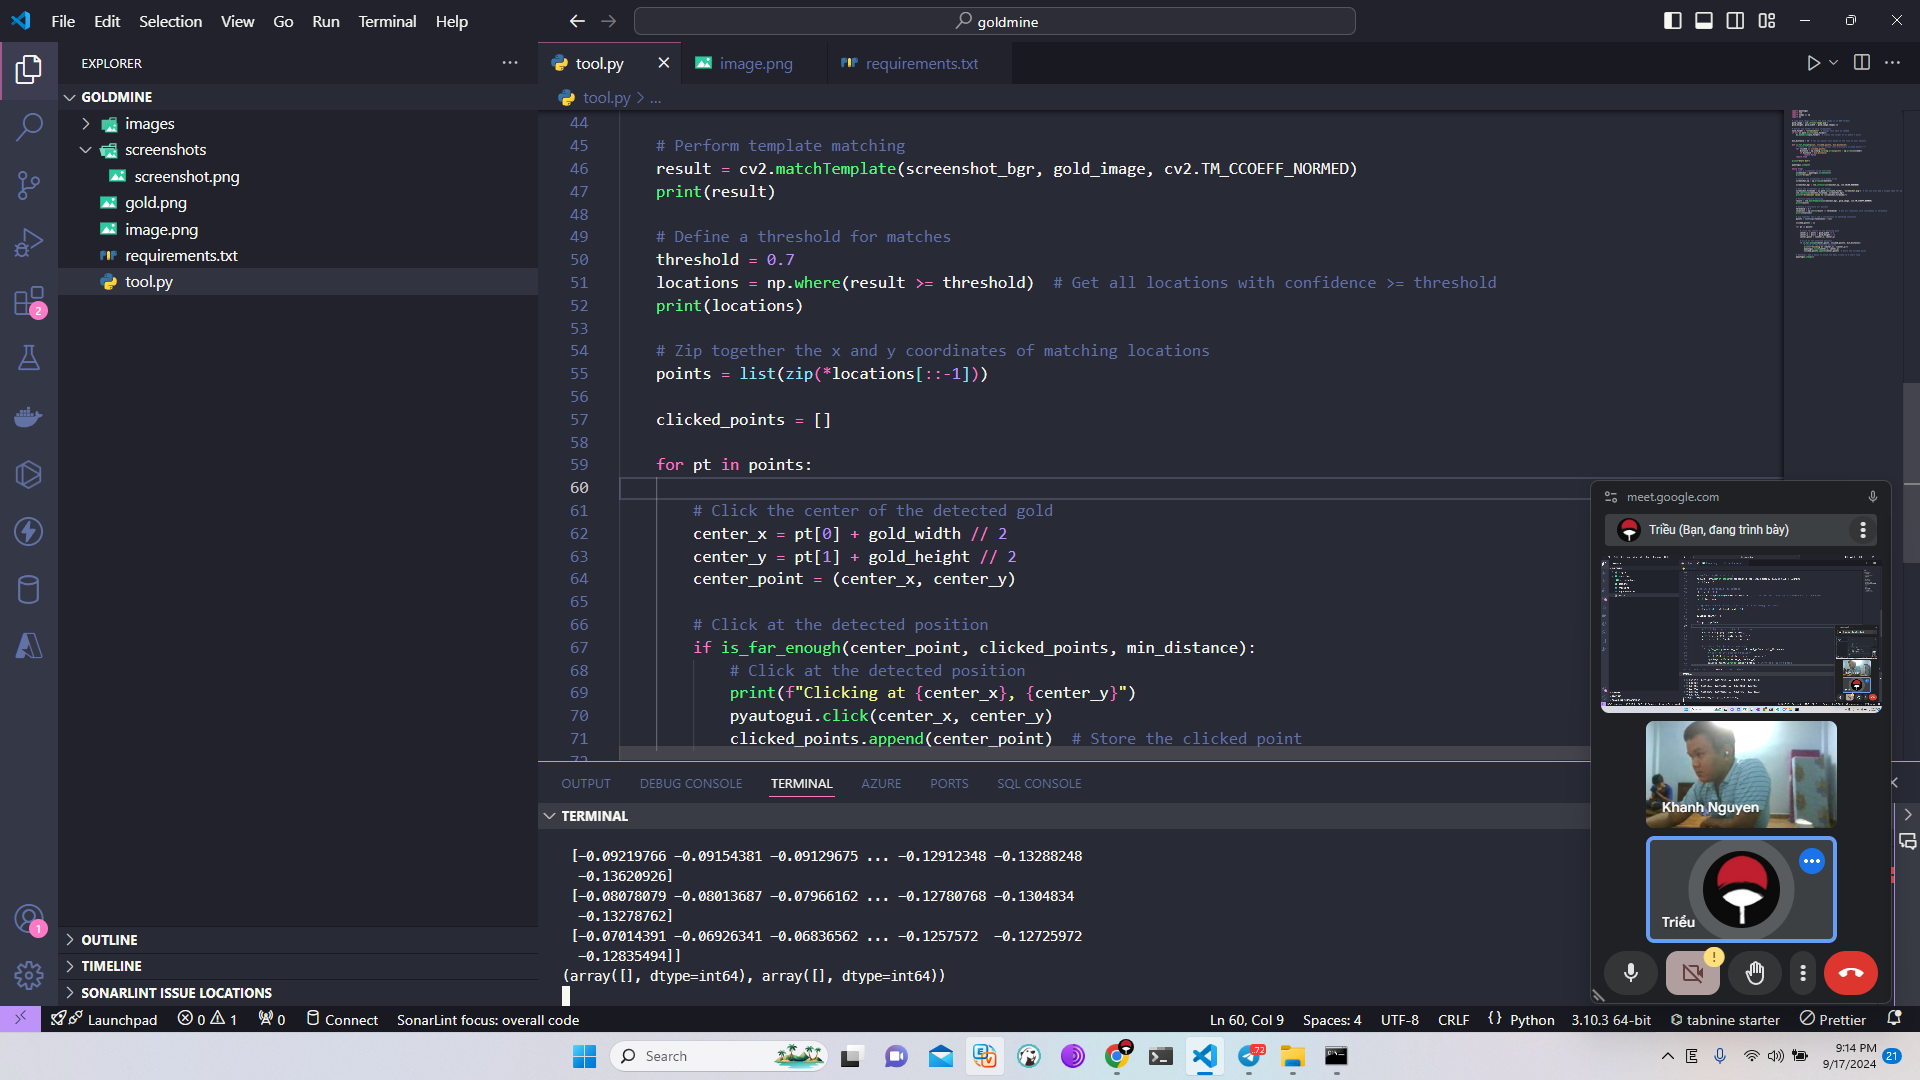 File Edit Selection View Go Run Terminal Help
goldmine
EXPLORER
GOLDMINE
images
screenshots
screenshot.png
gold.png
image.png
requirements.txt
tool.py
OUTLINE
TIMELINE
SONARLINT ISSUE LOCATIONS
2
1
tool.py image.png requirements.txt
tool.py > ...
44
45 # Perform template matching
46 result = cv2.matchTemplate(screenshot_bgr, gold_image, cv2.TM_CCOEFF_NORMED)
47 print(result)
48
49 # Define a threshold for matches
50 threshold = 0.7
51 locations = np.where(result >= threshold)  # Get all locations with confidence >= threshold
52 print(locations)
53
54 # Zip together the x and y coordinates of matching locations
55 points = list(zip(*locations[::-1]))
56
57 clicked_points = []
58
59 for pt in points:
60
61 # Click the center of the detected gold
62 center_x = pt[0] + gold_width // 2
63 center_y = pt[1] + gold_height // 2
64 center_point = (center_x, center_y)
65
66 # Click at the detected position
67 if is_far_enough(center_point, clicked_points, min_distance):
68 # Click at the detected position
69 print(f"Clicking at {center_x}, {center_y}")
70 pyautogui.click(center_x, center_y)
71 clicked_points.append(center_point)  # Store the clicked point
OUTPUT DEBUG CONSOLE TERMINAL AZURE PORTS SQL CONSOLE
TERMINAL
[-0.09219766 -0.09154381 -0.09129675 ... -0.12912348 -0.13288248
-0.13620926]
[-0.08078079 -0.08013687 -0.07966162 ... -0.12780768 -0.1304834
-0.13278762]
[-0.07014391 -0.06926341 -0.06836562 ... -0.1257572  -0.12725972
-0.12835494]]
(array([], dtype=int64), array([], dtype=int64))
meet.google.com
Triều (Bạn, đang trình bày)
Khanh Nguyen
Triều
!
Launchpad 0 1 0 Connect SonarLint focus: overall code
Ln 60, Col 9 Spaces: 4 UTF-8 CRLF {} Python 3.10.3 64-bit tabnine starter Prettier
Search
72
E
9:14 PM
9/17/2024
21